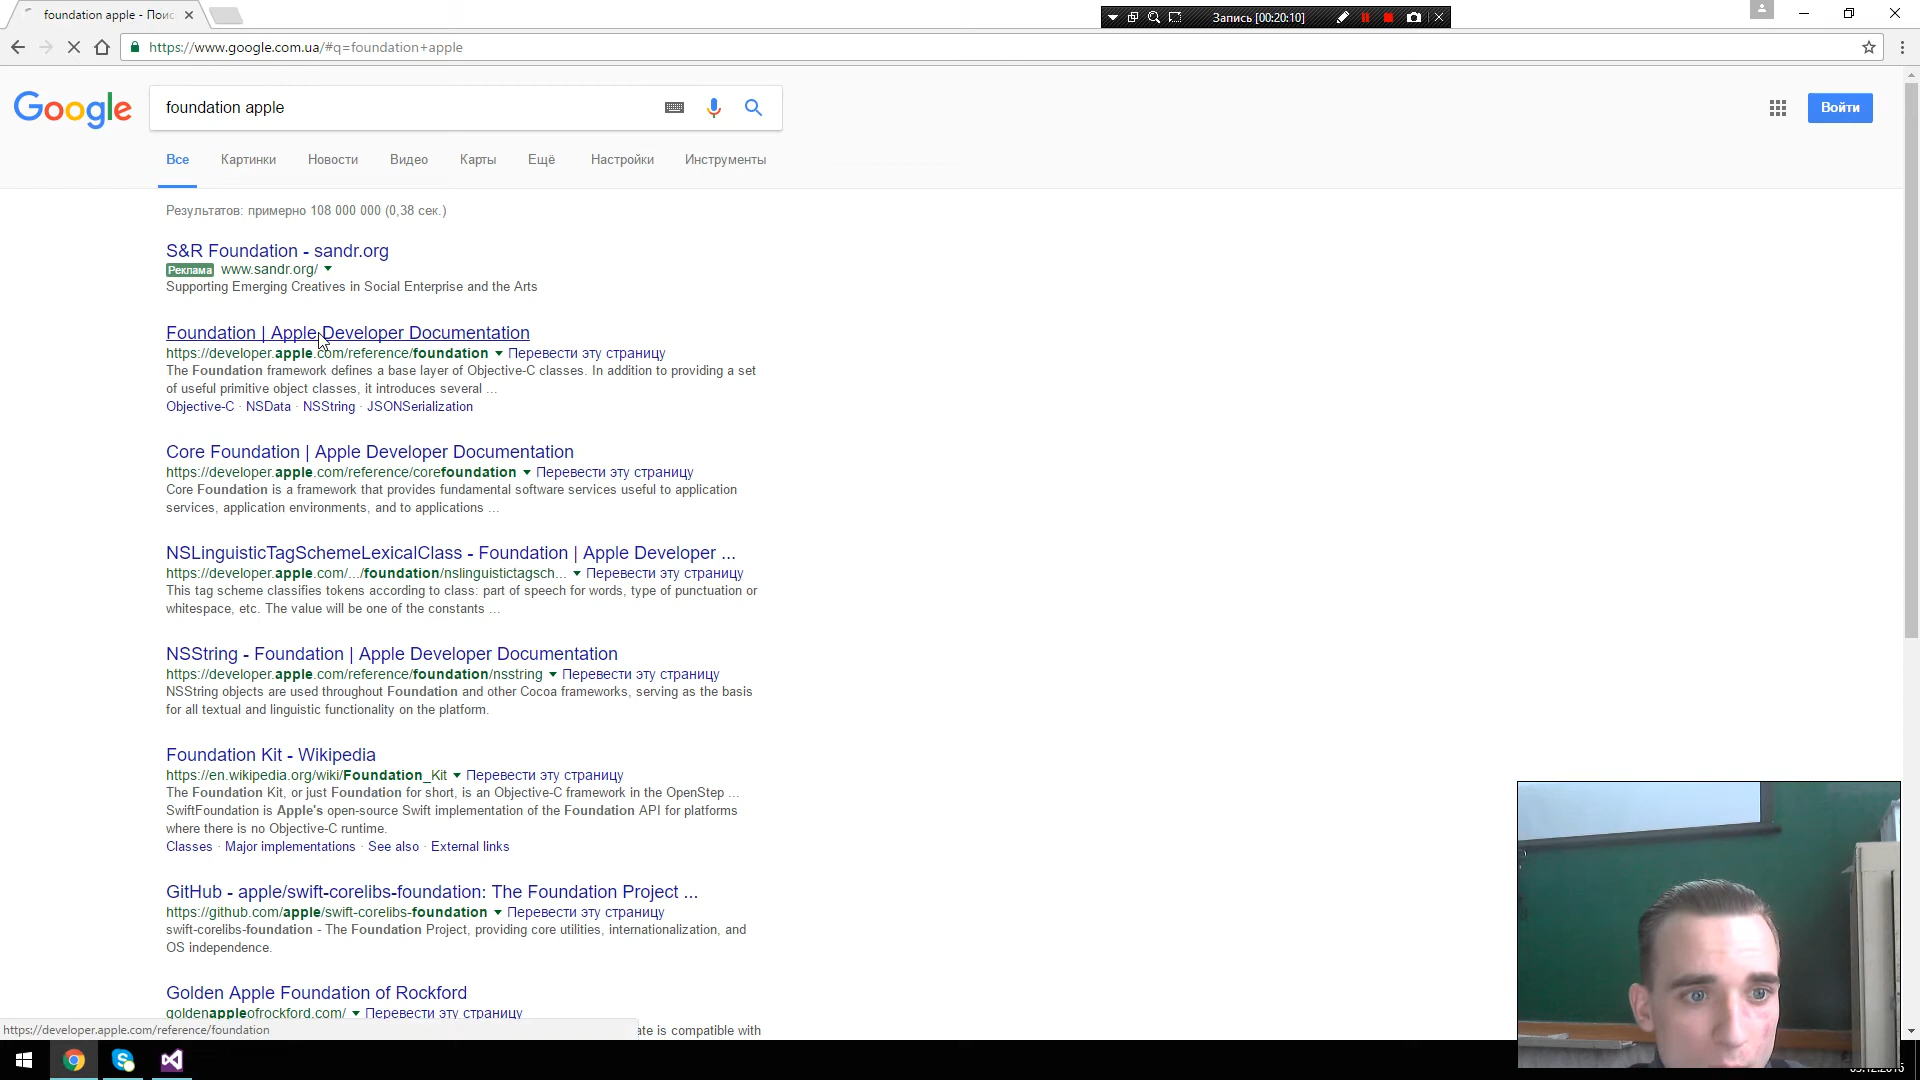 foundation apple - Поис
Запись [00:20:10]
https://www.google.com.ua/#q=foundation+apple
Google
foundation apple
Войти
Все Картинки Новости Видео Карты Ещё Настройки Инструменты
Результатов: примерно 108 000 000 (0,38 сек.)
S&R Foundation - sandr.org
Реклама www.sandr.org/
Supporting Emerging Creatives in Social Enterprise and the Arts
Foundation | Apple Developer Documentation
https://developer.apple.com/reference/foundation Перевести эту страницу
The Foundation framework defines a base layer of Objective-C classes. In addition to providing a set
of useful primitive object classes, it introduces several ...
Objective-C · NSData · NSString · JSONSerialization
Core Foundation | Apple Developer Documentation
https://developer.apple.com/reference/corefoundation Перевести эту страницу
Core Foundation is a framework that provides fundamental software services useful to application
services, application environments, and to applications ...
NSLinguisticTagSchemeLexicalClass - Foundation | Apple Developer ...
https://developer.apple.com/.../foundation/nslinguistictagsch... Перевести эту страницу
This tag scheme classifies tokens according to class: part of speech for words, type of punctuation or
whitespace, etc. The value will be one of the constants ...
NSString - Foundation | Apple Developer Documentation
https://developer.apple.com/reference/foundation/nsstring Перевести эту страницу
NSString objects are used throughout Foundation and other Cocoa frameworks, serving as the basis
for all textual and linguistic functionality on the platform.
Foundation Kit - Wikipedia
https://en.wikipedia.org/wiki/Foundation_Kit Перевести эту страницу
The Foundation Kit, or just Foundation for short, is an Objective-C framework in the OpenStep ...
SwiftFoundation is Apple's open-source Swift implementation of the Foundation API for platforms
where there is no Objective-C runtime.
Classes · Major implementations · See also · External links
GitHub - apple/swift-corelibs-foundation: The Foundation Project ...
https://github.com/apple/swift-corelibs-foundation Перевести эту страницу
swift-corelibs-foundation - The Foundation Project, providing core utilities, internationalization, and
OS independence.
Golden Apple Foundation of Rockford
goldenappleofrockford.com/ Перевести эту страницу
https://developer.apple.com/reference/foundation
ate is compatible with